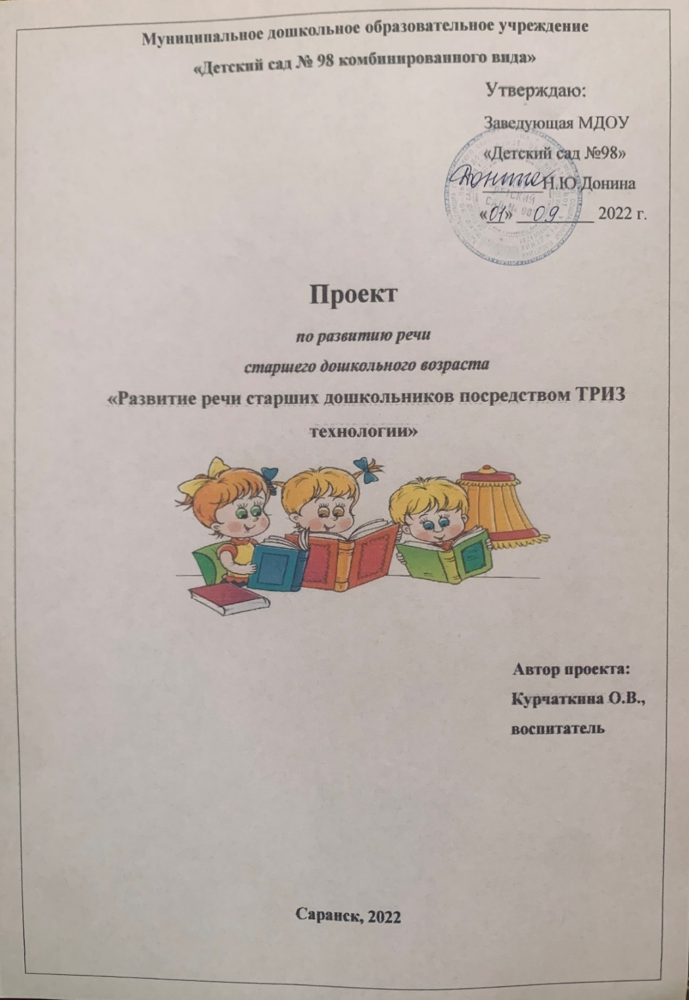 Муниципальное дошкольное образовательное учреждение
«Детский сад № 98 комбинированного вида»
Утверждаю:
Заведующая МДОУ
«Детский сад №98»
Н.Ю.Донина
«01» 09 2022 г.
ДЕТСКИЙ
Проект
по развитию речи
старшего дошкольного возраста
«Развитие речи старших дошкольников посредством ТРИЗ
технологии»
Автор проекта:
Курчаткина О.В.,
воспитатель
Саранск, 2022